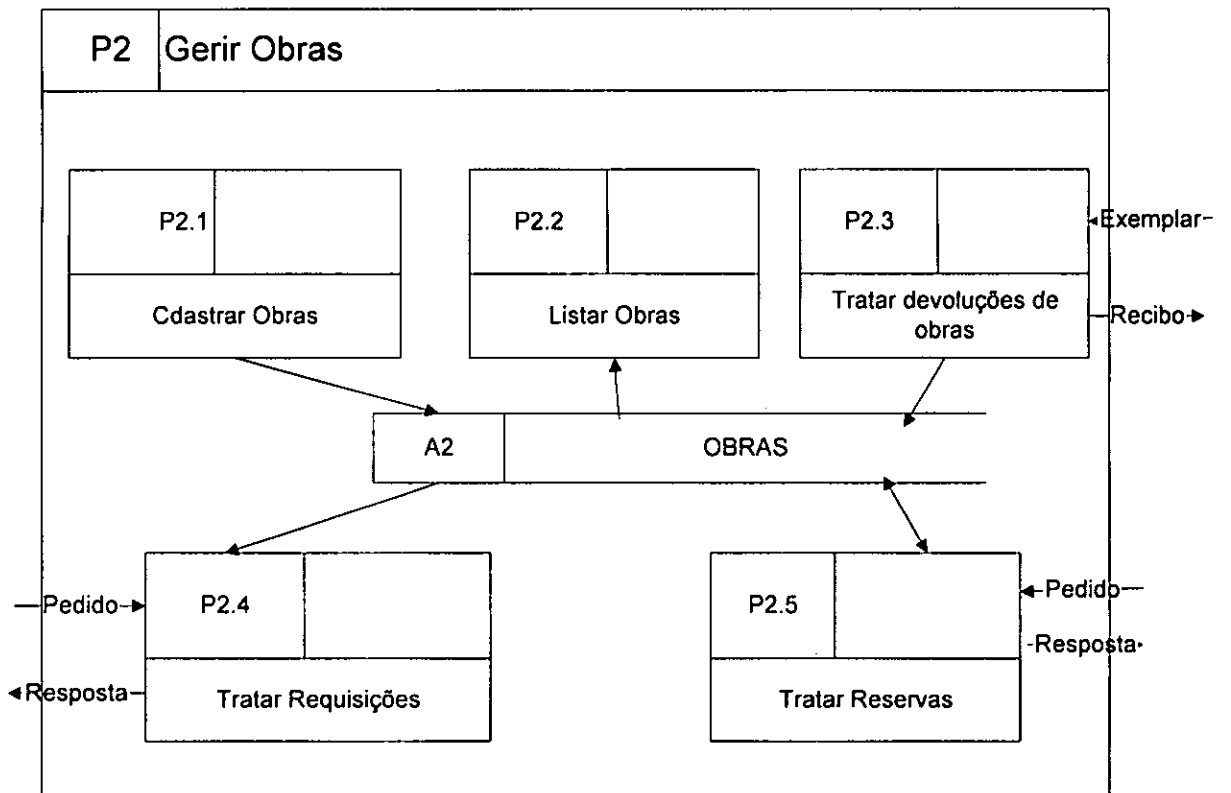 P2 Gerir Obras
P2.1
P2.2
P2.3
Exemplar
Cdastrar Obras
Listar Obras
Tratar devoluções de
obras
Recibo
A2 OBRAS
Pedido
P2.4
P2.5
Pedido
Resposta
Resposta
Tratar Requisições
Tratar Reservas